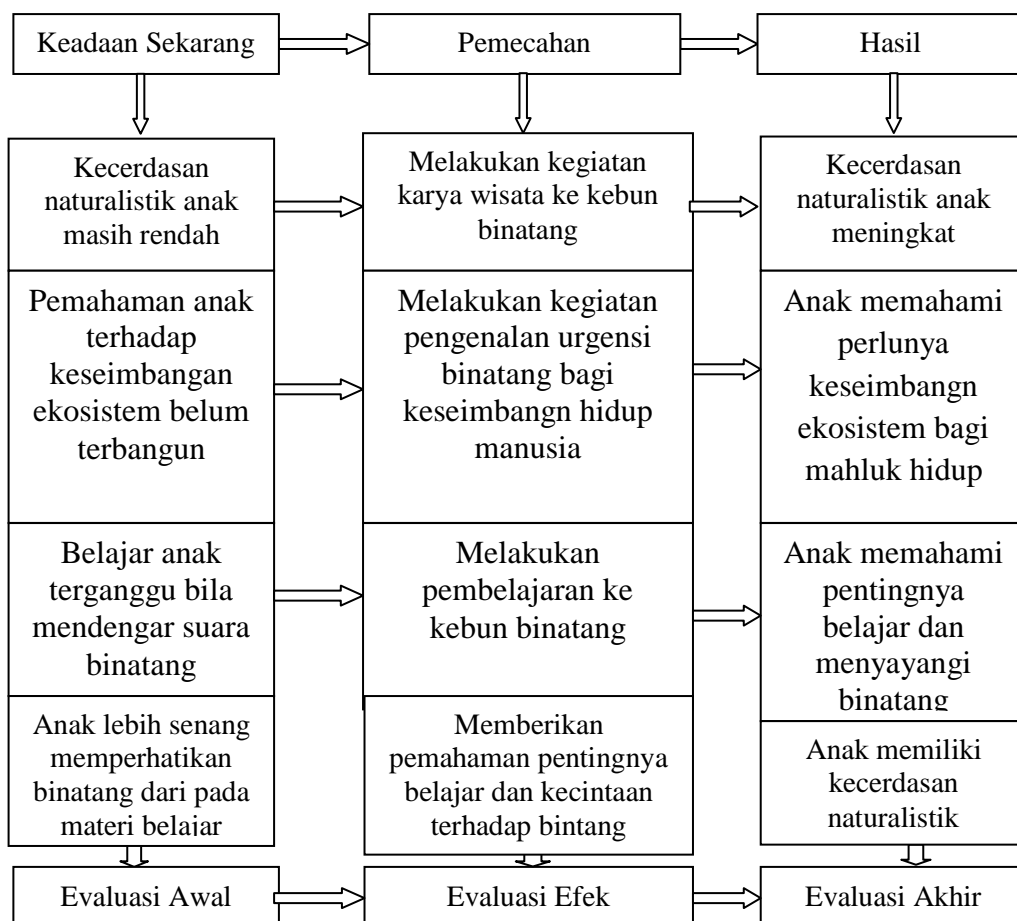 Keadaan Sekarang
Pemecahan
Hasil
Kecerdasan
naturalistik anak
masih rendah
Melakukan kegiatan
karya wisata ke kebun
binatang
Kecerdasan
naturalistik anak
meningkat
Pemahaman anak
terhadap
keseimbangan
ekosistem belum
terbangun
Melakukan kegiatan
pengenalan urgensi
binatang bagi
keseimbangn hidup
manusia
Anak memahami
perlunya
keseimbangn
ekosistem bagi
mahluk hidup
Belajar anak
terganggu bila
mendengar suara
binatang
Melakukan
pembelajaran ke
kebun binatang
Anak memahami
pentingnya
belajar dan
menyayangi
binatang
Anak lebih senang
memperhatikan
binatang dari pada
materi belajar
Memberikan
pemahaman pentingnya
belajar dan kecintaan
terhadap bintang
Anak memiliki
kecerdasan
naturalistik
Evaluasi Awal
Evaluasi Efek
Evaluasi Akhir